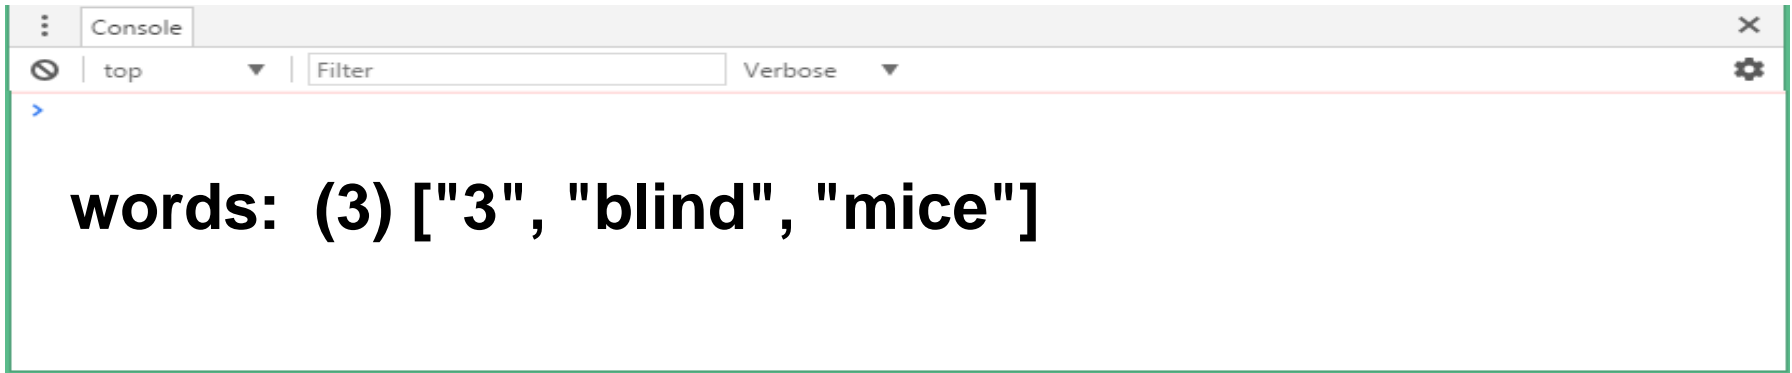 Console
top Filter Verbose
>
words: (3) ["3", "blind", "mice"]